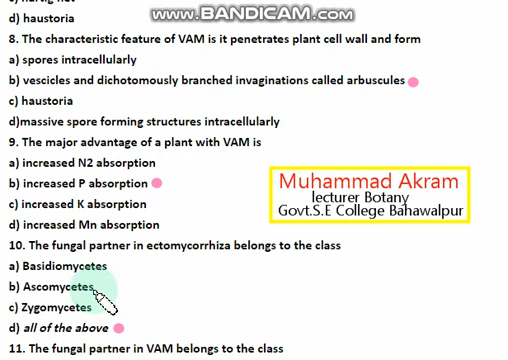 www.BANDICAM.com
d) haustoria
8. The characteristic feature of VAM is it penetrates plant cell wall and form
a) spores intracellularly
b) vescicles and dichotomously branched invaginations called arbuscules
c) haustoria
d)massive spore forming structures intracellularly
9. The major advantage of a plant with VAM is
a) increased N2 absorption
b) increased P absorption
c) increased K absorption
d) increased Mn absorption
Muhammad Akram
lecturer Botany
Govt.S.E College Bahawalpur
10. The fungal partner in ectomycorrhiza belongs to the class
a) Basidiomycetes
b) Ascomycetes
c) Zygomycetes
d) all of the above
11. The fungal partner in VAM belongs to the class